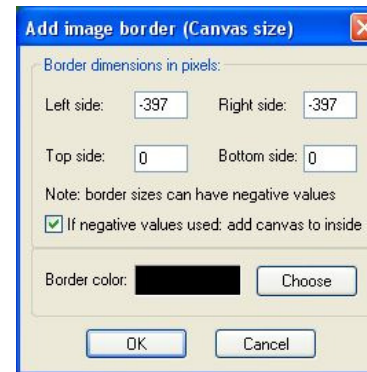 Add image border (Canvas size)
Border dimensions in pixels:
Left side: -397 Right side: -397
Top side: 0 Bottom side: 0
Note: border sizes can have negative values
If negative values used: add canvas to inside
Border color: Choose
OK Cancel